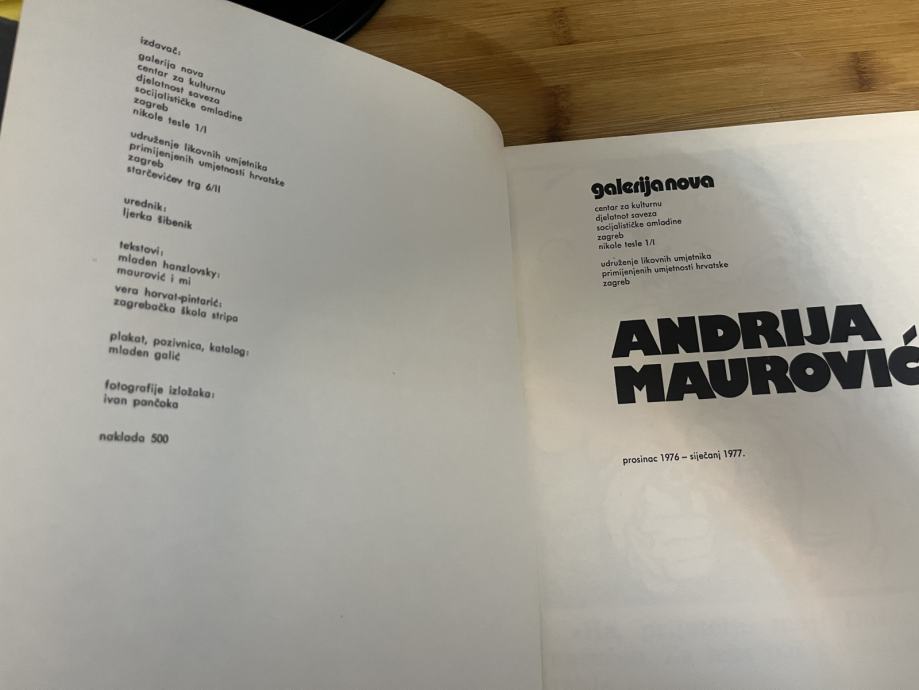 izdavač:
galerija nova
centar za kulturnu
djelatnost saveza
socijalističke omladine
zagreb
nikole tesle 1/I
udruženje likovnih umjetnika
primijenjenih umjetnosti hrvatske
zagreb
starčevićev trg 6/II
urednik:
ljerka šibenik
tekstovi:
mladen hanzlovsky:
maurović i mi
vera horvat-pintarić:
zagrebačka škola stripa
plakat, pozivnica, katalog:
mladen galić
fotografije izložaka:
ivan pančoka
naklada 500
galerija nova
centar za kulturnu
djelatnot saveza
socijalističke omladine
zagreb
nikole tesle 1/I
udruženje likovnih umjetnika
primijenjenih umjetnosti hrvatske
zagreb
ANDRIJA
MAUROVIĆ
prosinac 1976 – siječanj 1977.